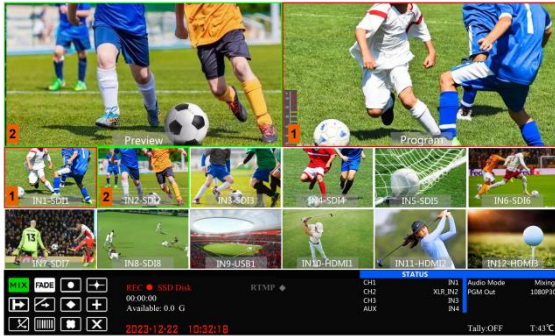 2 Preview
1 Program
1 IN1-SDI1
2 IN2-SDI2
IN3-SDI3
IN4-SDI4
IN5-SDI5
IN6-SDI6
13
IN7-SDI7
IN8-SDI8
IN9-USB1
IN10-HDMI1
IN11-HDMI2
IN12-HDMI3
MIX FADE
REC ● SSD Disk RTMP ◆
00:00:00
Available: 0.0 G
2023-12-22 10:32:18
STATUS
CH1 IN1
CH2 XLR_IN2
CH3 IN3
AUX IN4
Audio Mode Mixing
PGM Out 1080P30
Tally:OFF T:43℃